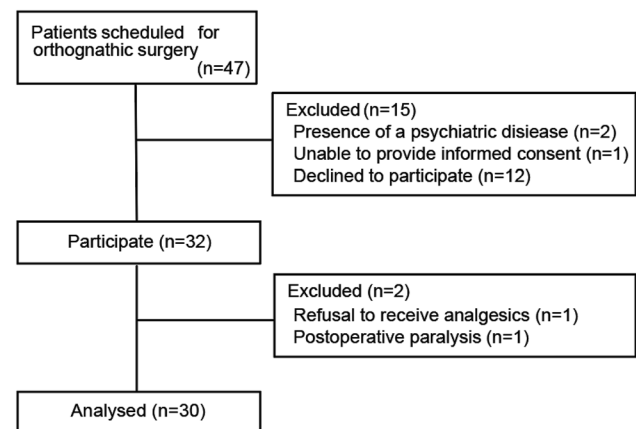 Patients scheduled for
orthognathic surgery
(n=47)
Excluded (n=15)
Presence of a psychiatric disiease (n=2)
Unable to provide informed consent (n=1)
Declined to participate (n=12)
Participate (n=32)
Excluded (n=2)
Refusal to receive analgesics (n=1)
Postoperative paralysis (n=1)
Analysed (n=30)